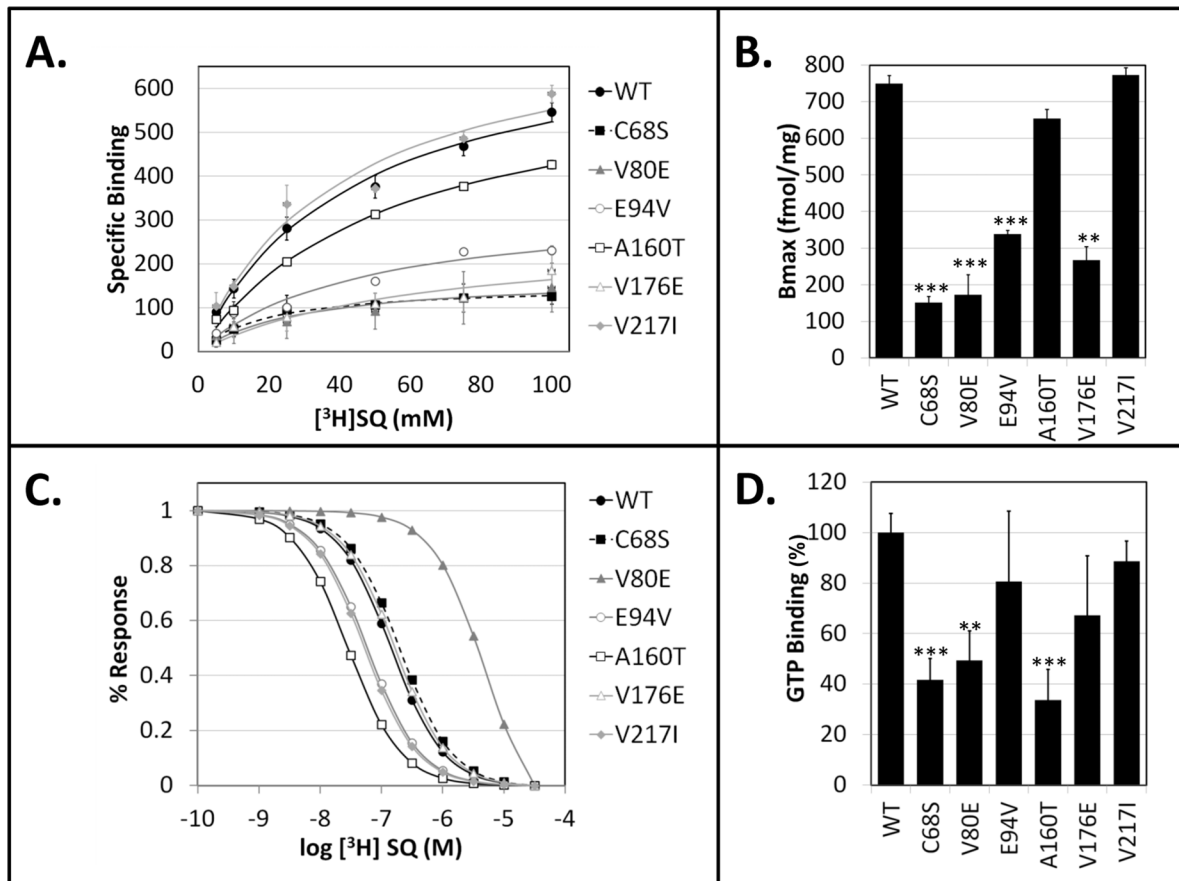 A.
Specific Binding
600
500
400
300
200
100
0
0 20 40 60 80 100
[³H]SQ (mM)
WT
C68S
V80E
E94V
A160T
V176E
V217I
B.
Bmax (fmol/mg)
800
700
600
500
400
300
200
100
0
***
***
***
**
WT
C68S
V80E
E94V
A160T
V176E
V217I
C.
% Response
1
0.8
0.6
0.4
0.2
0
-10 -9 -8 -7 -6 -5 -4
log [³H] SQ (M)
WT
C68S
V80E
E94V
A160T
V176E
V217I
D.
GTP Binding (%)
120
100
80
60
40
20
0
***
**
***
WT
C68S
V80E
E94V
A160T
V176E
V217I